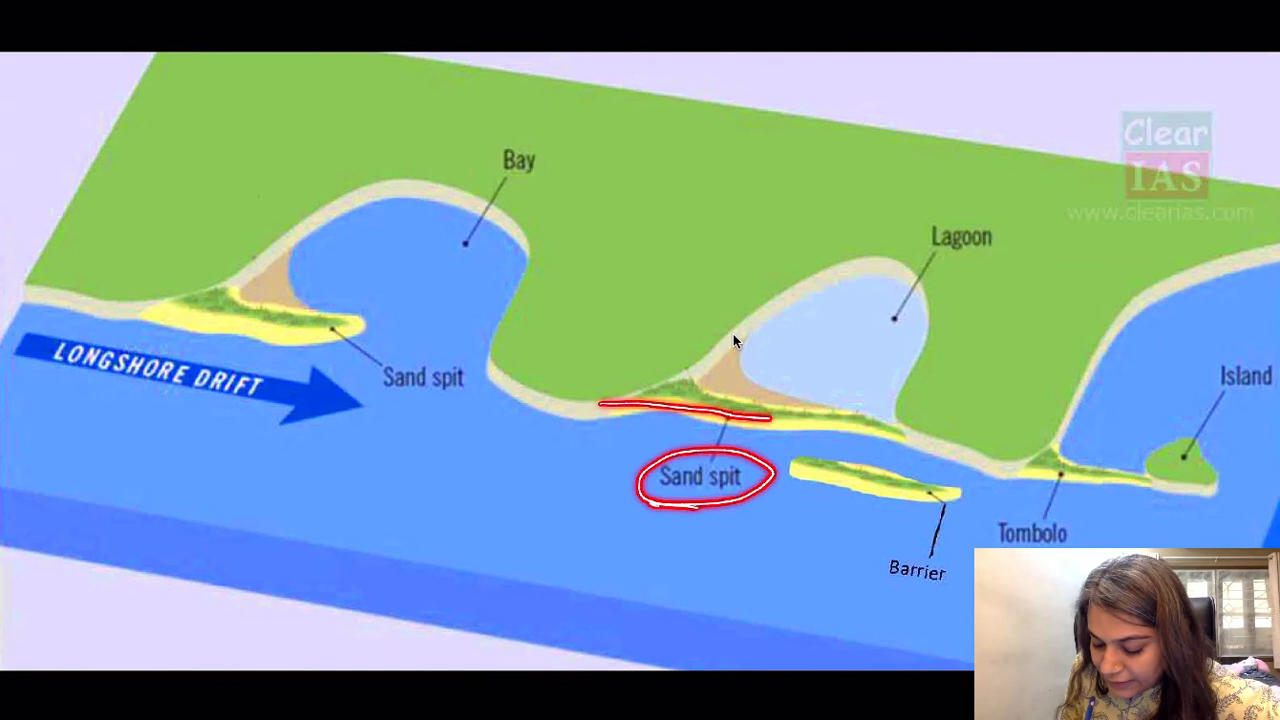 Clear
IAS
www.clearias.com
Bay
Lagoon
LONGSHORE DRIFT
Sand spit
Island
Sand spit
Tombolo
Barrier